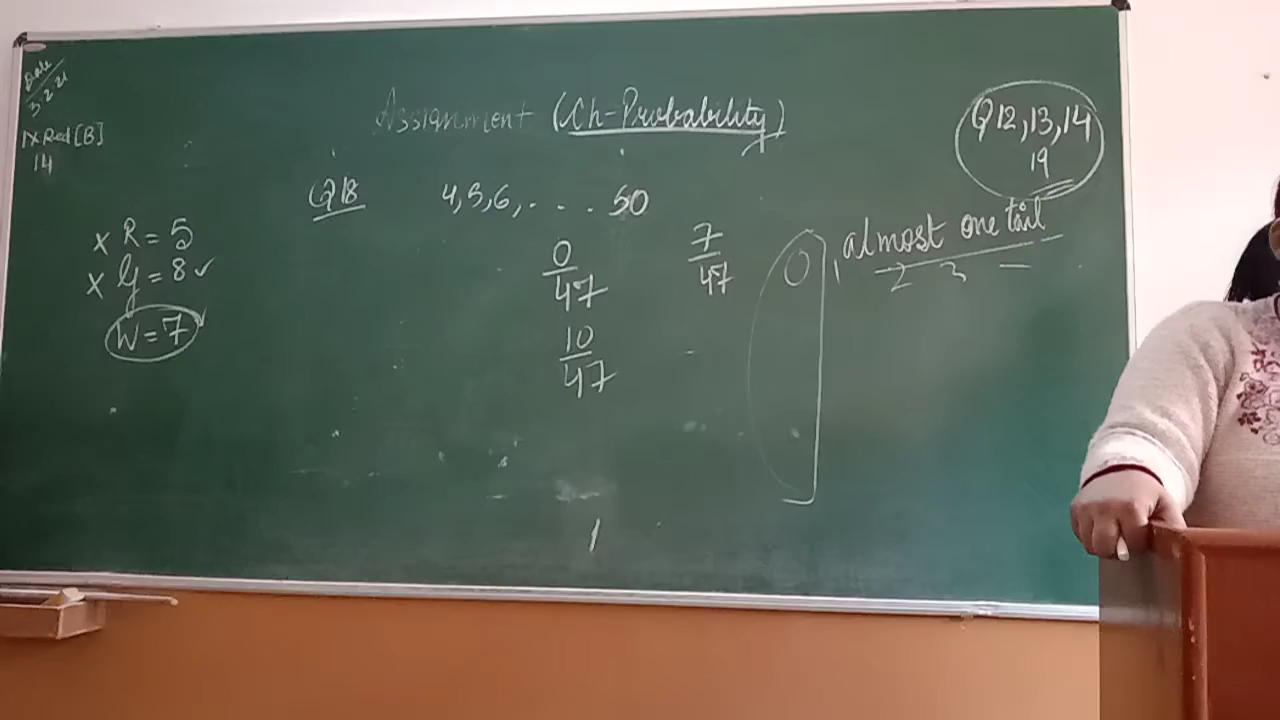 Date
3.2.21
IX Red [B]
14
Assignment (Ch-Probability)
Q12, 13, 14
19
Q18 4, 5, 6, . . . . 50
x R = 5
x G = 8 ✓
W = 7 ✓
0/47
7/47
10/47
0, 1
almost one tail
2 3 —